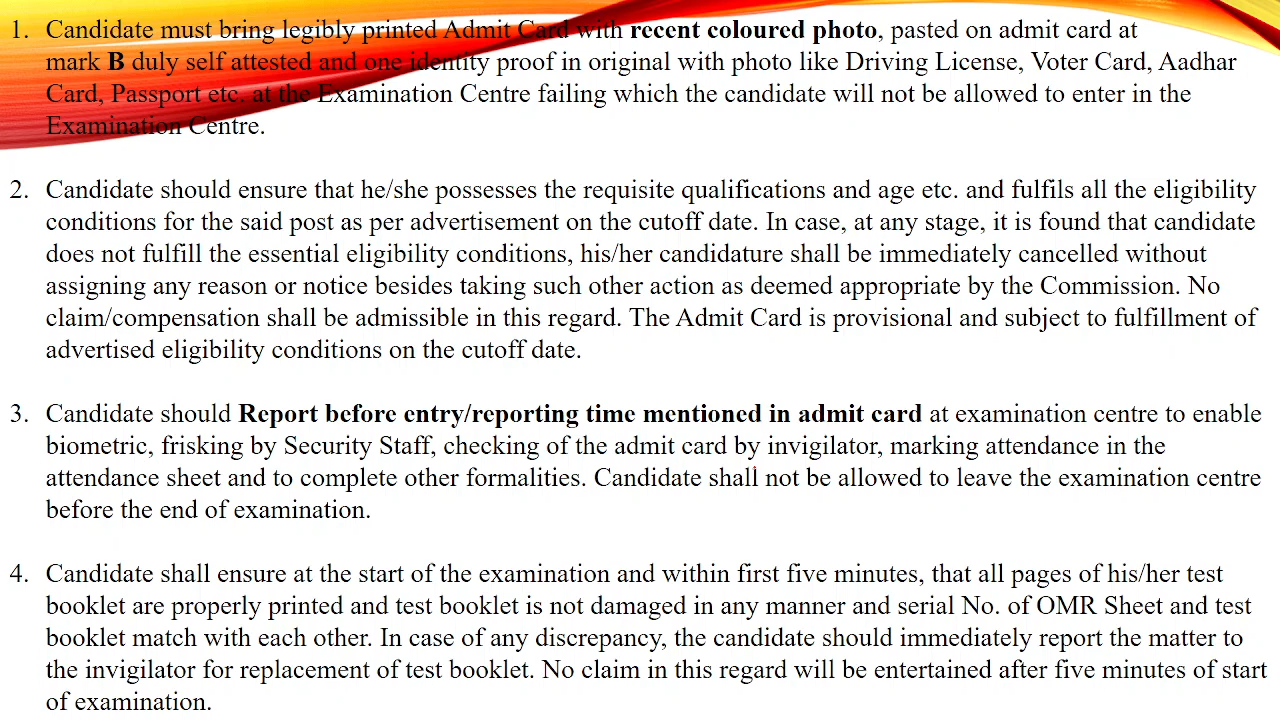 1. Candidate must bring legibly printed Admit Card with recent coloured photo, pasted on admit card at
mark B duly self attested and one identity proof in original with photo like Driving License, Voter Card, Aadhar
Card, Passport etc. at the Examination Centre failing which the candidate will not be allowed to enter in the
Examination Centre.
2. Candidate should ensure that he/she possesses the requisite qualifications and age etc. and fulfils all the eligibility
conditions for the said post as per advertisement on the cutoff date. In case, at any stage, it is found that candidate
does not fulfill the essential eligibility conditions, his/her candidature shall be immediately cancelled without
assigning any reason or notice besides taking such other action as deemed appropriate by the Commission. No
claim/compensation shall be admissible in this regard. The Admit Card is provisional and subject to fulfillment of
advertised eligibility conditions on the cutoff date.
3. Candidate should Report before entry/reporting time mentioned in admit card at examination centre to enable
biometric, frisking by Security Staff, checking of the admit card by invigilator, marking attendance in the
attendance sheet and to complete other formalities. Candidate shall not be allowed to leave the examination centre
before the end of examination.
4. Candidate shall ensure at the start of the examination and within first five minutes, that all pages of his/her test
booklet are properly printed and test booklet is not damaged in any manner and serial No. of OMR Sheet and test
booklet match with each other. In case of any discrepancy, the candidate should immediately report the matter to
the invigilator for replacement of test booklet. No claim in this regard will be entertained after five minutes of start
of examination.